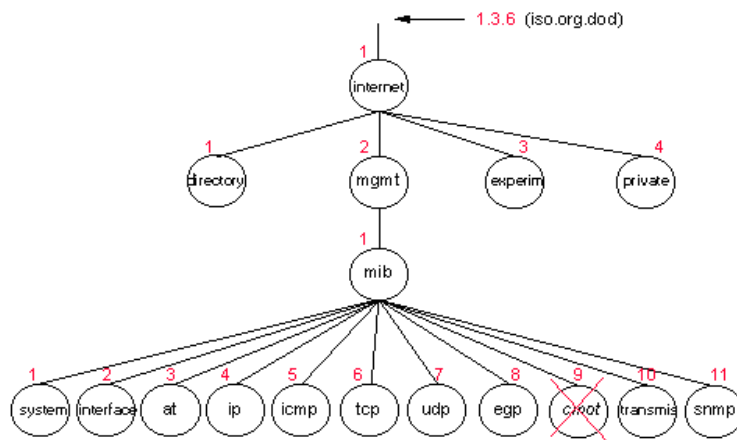 1.3.6 (iso.org.dod)
1
internet
1 2 3 4
directory mgmt experim private
1
mib
1 2 3 4 5 6 7 8 9 10 11
system interface at ip icmp tcp udp egp cmot transmis snmp